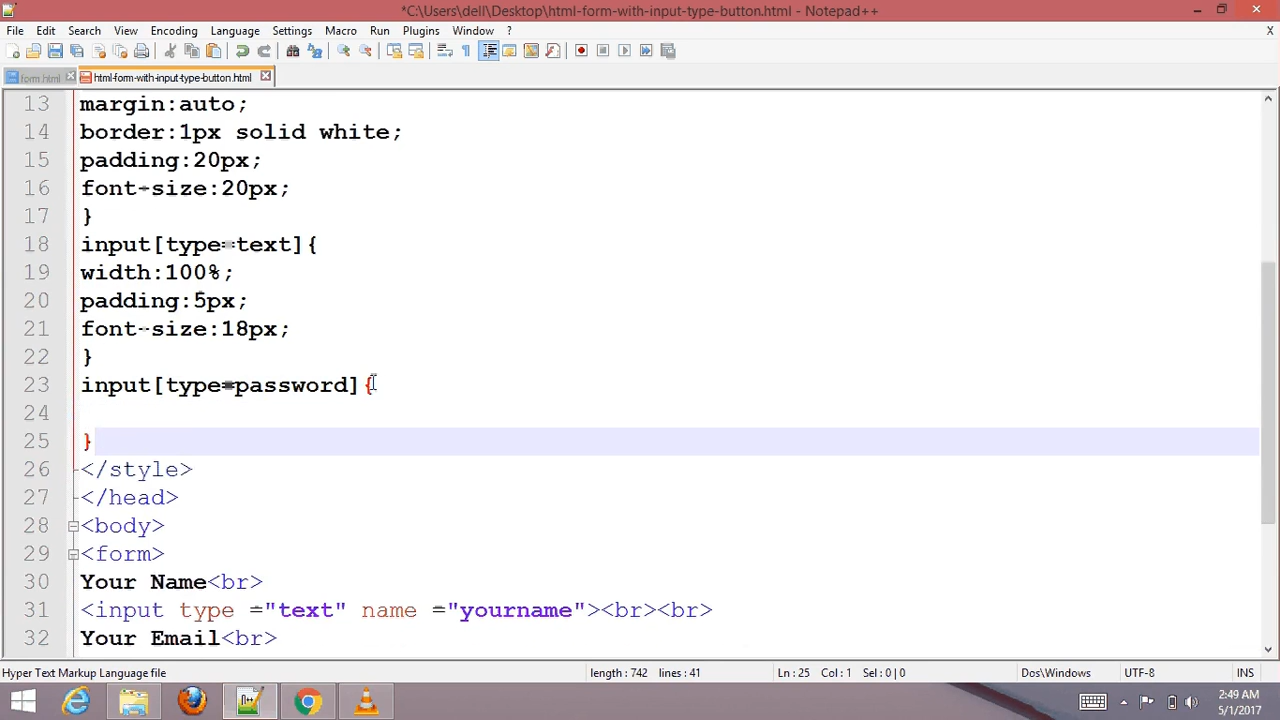 *C:\Users\dell\Desktop\html-form-with-input-type-button.html - Notepad++
File Edit Search View Encoding Language Settings Macro Run Plugins Window ? X
form.html html-form-with-input-type-button.html
13 margin:auto;
14 border:1px solid white;
15 padding:20px;
16 font-size:20px;
17 }
18 input[type=text]{
19 width:100%;
20 padding:5px;
21 font-size:18px;
22 }
23 input[type=password]{
24
25 }
26 </style>
27 </head>
28 <body>
29 <form>
30 Your Name<br>
31 <input type ="text" name ="yourname"><br><br>
32 Your Email<br>
Hyper Text Markup Language file length : 742 lines : 41 Ln : 25 Col : 1 Sel : 0 | 0 Dos\Windows UTF-8 INS
2:49 AM
5/1/2017